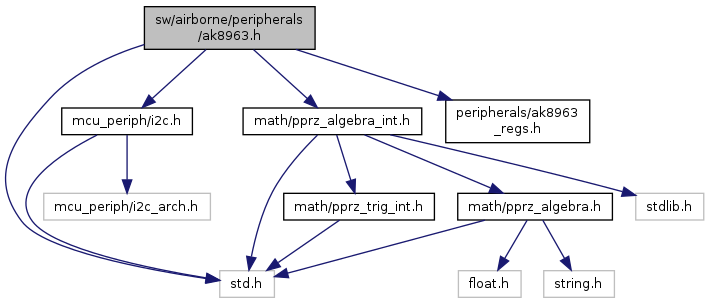 sw/airborne/peripherals
/ak8963.h
mcu_periph/i2c.h
math/pprz_algebra_int.h
peripherals/ak8963
_regs.h
mcu_periph/i2c_arch.h
math/pprz_trig_int.h
math/pprz_algebra.h
stdlib.h
std.h
float.h
string.h